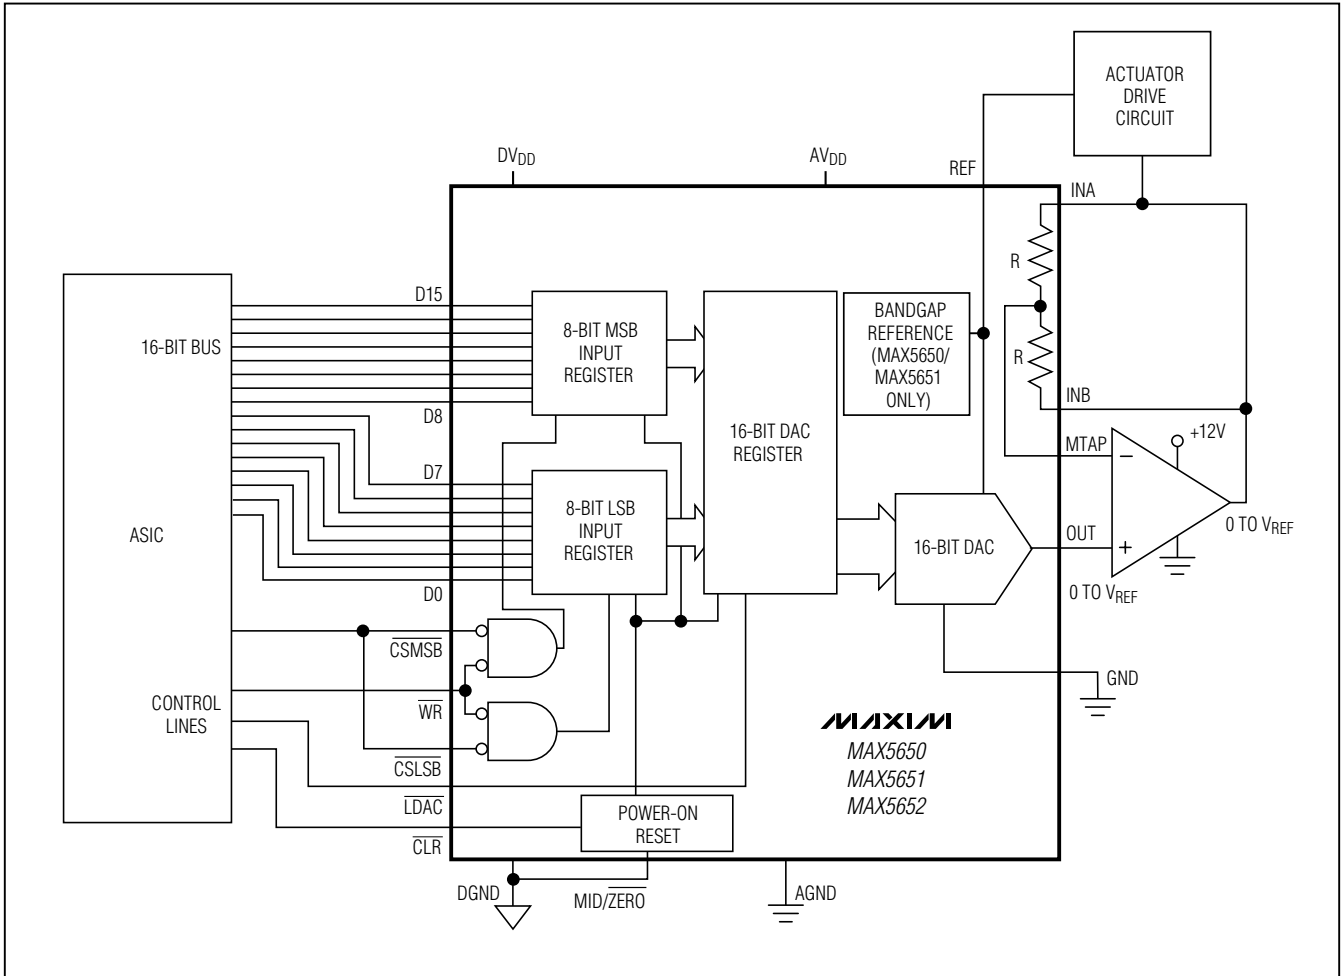 ACTUATOR
DRIVE
CIRCUIT
DVDD
AVDD
REF
INA
R
D15
16-BIT BUS
8-BIT MSB
INPUT
REGISTER
BANDGAP
REFERENCE
(MAX5650/
MAX5651
ONLY)
R
INB
D8
16-BIT DAC
REGISTER
+12V
MTAP
−
D7
8-BIT LSB
INPUT
REGISTER
ASIC
16-BIT DAC
OUT
+
0 TO VREF
0 TO VREF
D0
CSMSB
GND
CONTROL
LINES
WR
MAXIM
MAX5650
MAX5651
MAX5652
CSLSB
LDAC
POWER-ON
RESET
CLR
DGND
MID/ZERO
AGND